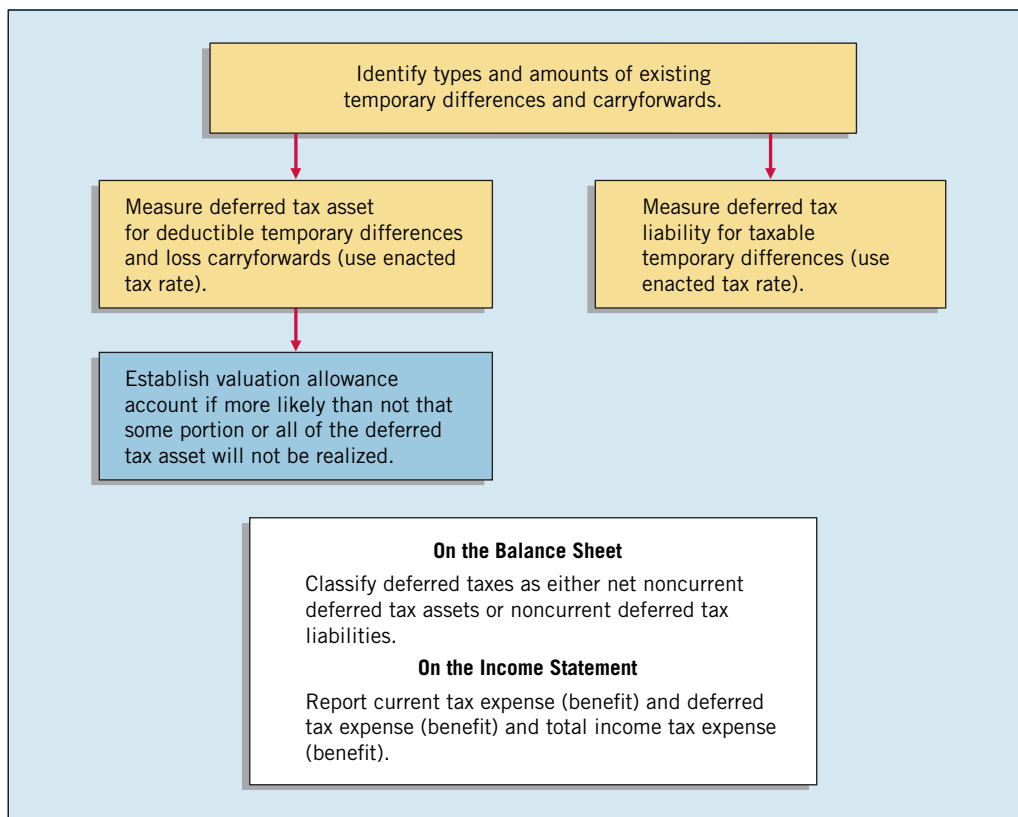 Identify types and amounts of existing
temporary differences and carryforwards.
Measure deferred tax asset
for deductible temporary differences
and loss carryforwards (use enacted
tax rate).
Measure deferred tax
liability for taxable
temporary differences (use
enacted tax rate).
Establish valuation allowance
account if more likely than not that
some portion or all of the deferred
tax asset will not be realized.
On the Balance Sheet
Classify deferred taxes as either net noncurrent
deferred tax assets or noncurrent deferred tax
liabilities.
On the Income Statement
Report current tax expense (benefit) and deferred
tax expense (benefit) and total income tax expense
(benefit).